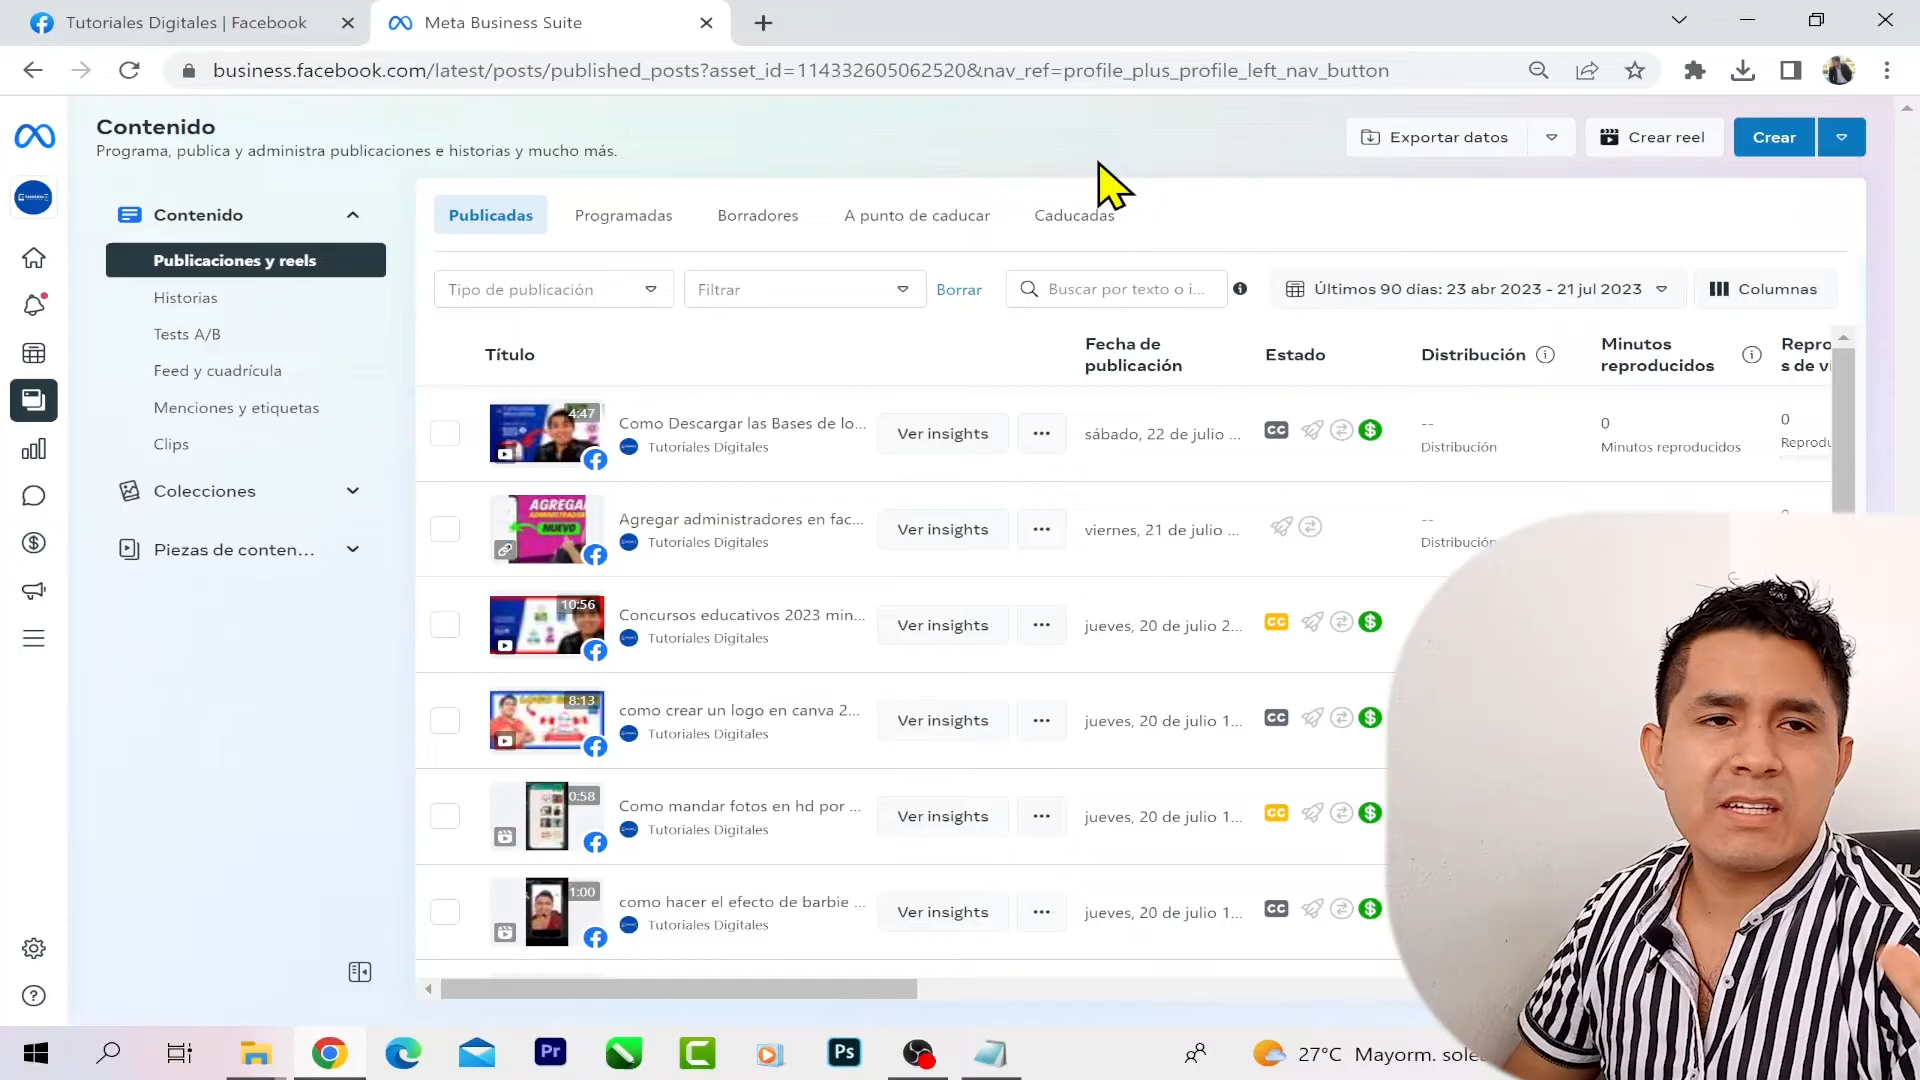 Tutoriales Digitales | Facebook
Meta Business Suite
business.facebook.com/latest/posts/published_posts?asset_id=114332605062520&nav_ref=profile_plus_profile_left_nav_button
Contenido
Programa, publica y administra publicaciones e historias y mucho más.
Exportar datos
Crear reel
Crear
Contenido
Publicaciones y reels
Historias
Tests A/B
Feed y cuadrícula
Menciones y etiquetas
Clips
Colecciones
Piezas de conten...
Publicadas
Programadas
Borradores
A punto de caducar
Caducadas
Tipo de publicación
Filtrar
Borrar
Buscar por texto o i...
Últimos 90 días: 23 abr 2023 - 21 jul 2023
Columnas
Título
Fecha de
publicación
Estado
Distribución
Minutos
reproducidos
Repro
s de vi
4:47
Como Descargar las Bases de lo...
Tutoriales Digitales
Ver insights
sábado, 22 de julio ...
CC
--
Distribución
0
Minutos reproducidos
0
Reprodu
AGREGA
ADMINISTRADOR
NUEVO
Agregar administradores en fac...
Tutoriales Digitales
Ver insights
viernes, 21 de julio ...
--
Distribución
10:56
Concursos educativos 2023 min...
Tutoriales Digitales
Ver insights
jueves, 20 de julio 2...
CC
8:13
como crear un logo en canva 2...
Tutoriales Digitales
Ver insights
jueves, 20 de julio 1...
CC
0:58
Como mandar fotos en hd por ...
Tutoriales Digitales
Ver insights
jueves, 20 de julio 1...
CC
1:00
como hacer el efecto de barbie ...
Tutoriales Digitales
Ver insights
jueves, 20 de julio 1...
CC
Pr
Ps
27°C Mayorm. sole